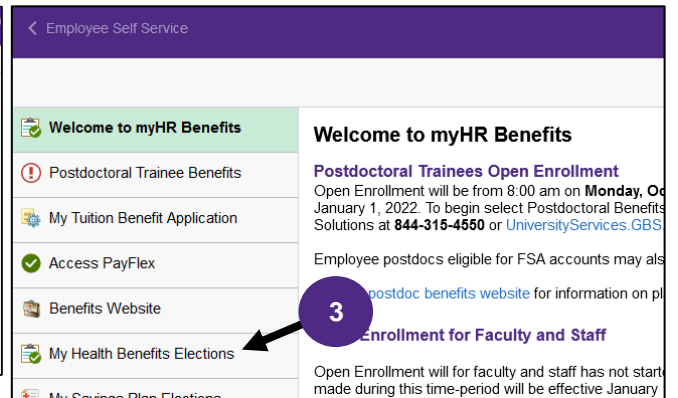 Employee Self Service
Welcome to myHR Benefits
Postdoctoral Trainee Benefits
My Tuition Benefit Application
Access PayFlex
Benefits Website
My Health Benefits Elections
My Savings Plan Elections
Welcome to myHR Benefits
Postdoctoral Trainees Open Enrollment
Open Enrollment will be from 8:00 am on Monday,
January 1, 2022. To begin select Postdoctoral Benefits
Solutions at 844-315-4550 or UniversityServices.GBS.
Employee postdocs eligible for FSA accounts may
postdoc benefits website for information on
3
Enrollment for Faculty and Staff
Open Enrollment will for faculty and staff has not
made during this time-period will be effective January